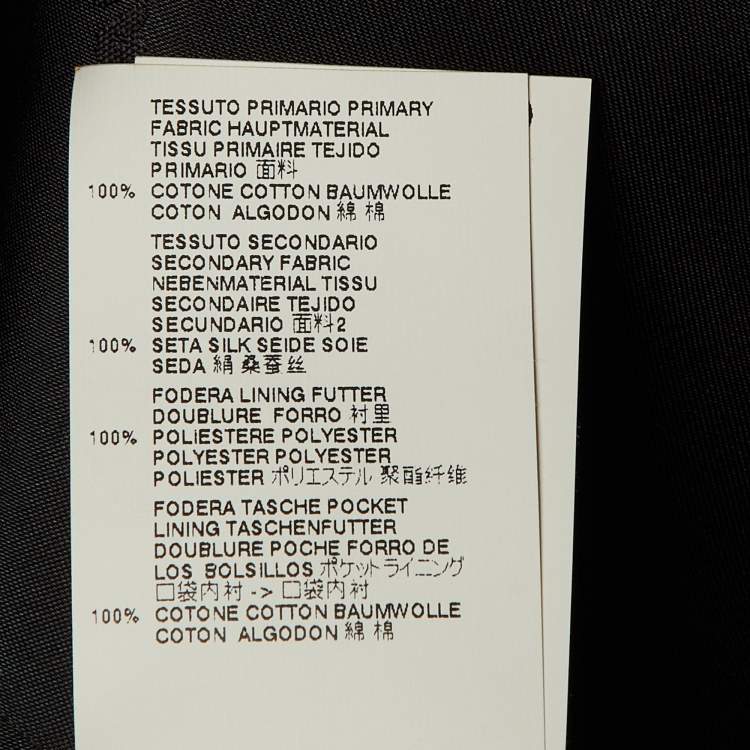 TESSUTO PRIMARIO PRIMARY
FABRIC HAUPTMATERIAL
TISSU PRIMAIRE TEJIDO
PRIMARIO 面料
100% COTONE COTTON BAUMWOLLE
COTON ALGODON 綿 棉
TESSUTO SECONDARIO
SECONDARY FABRIC
NEBENMATERIAL TISSU
SECONDAIRE TEJIDO
SECUNDARIO 面料2
100% SETA SILK SEIDE SOIE
SEDA 絹 桑蚕丝
FODERA LINING FUTTER
DOUBLURE FORRO 衬里
100% POLIESTERE POLYESTER
POLYESTER POLYESTER
POLIESTER ポリエステル 聚酯纤维
FODERA TASCHE POCKET
LINING TASCHENFUTTER
DOUBLURE POCHE FORRO DE
LOS BOLSILLOS ポケットライニング
口袋内衬 -> 口袋内衬
100% COTONE COTTON BAUMWOLLE
COTON ALGODON 綿 棉